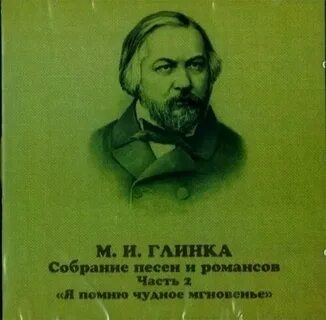 М. И. ГЛИНКА
Собрание песен и романсов
Часть 2
«Я помню чудное мгновенье»